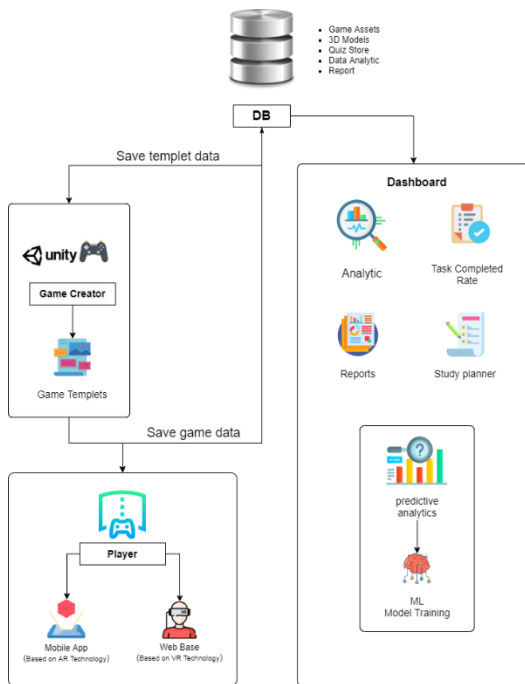 Game Assets
3D Models
Quiz Store
Data Analytic
Report
DB
Save templet data
Dashboard
unity
Game Creator
Game Templets
Analytic
Task Completed
Rate
Reports
Study planner
Save game data
Player
Mobile App
(Based on AR Technology)
Web Base
(Based on VR Technology)
predictive
analytics
ML
Model Training